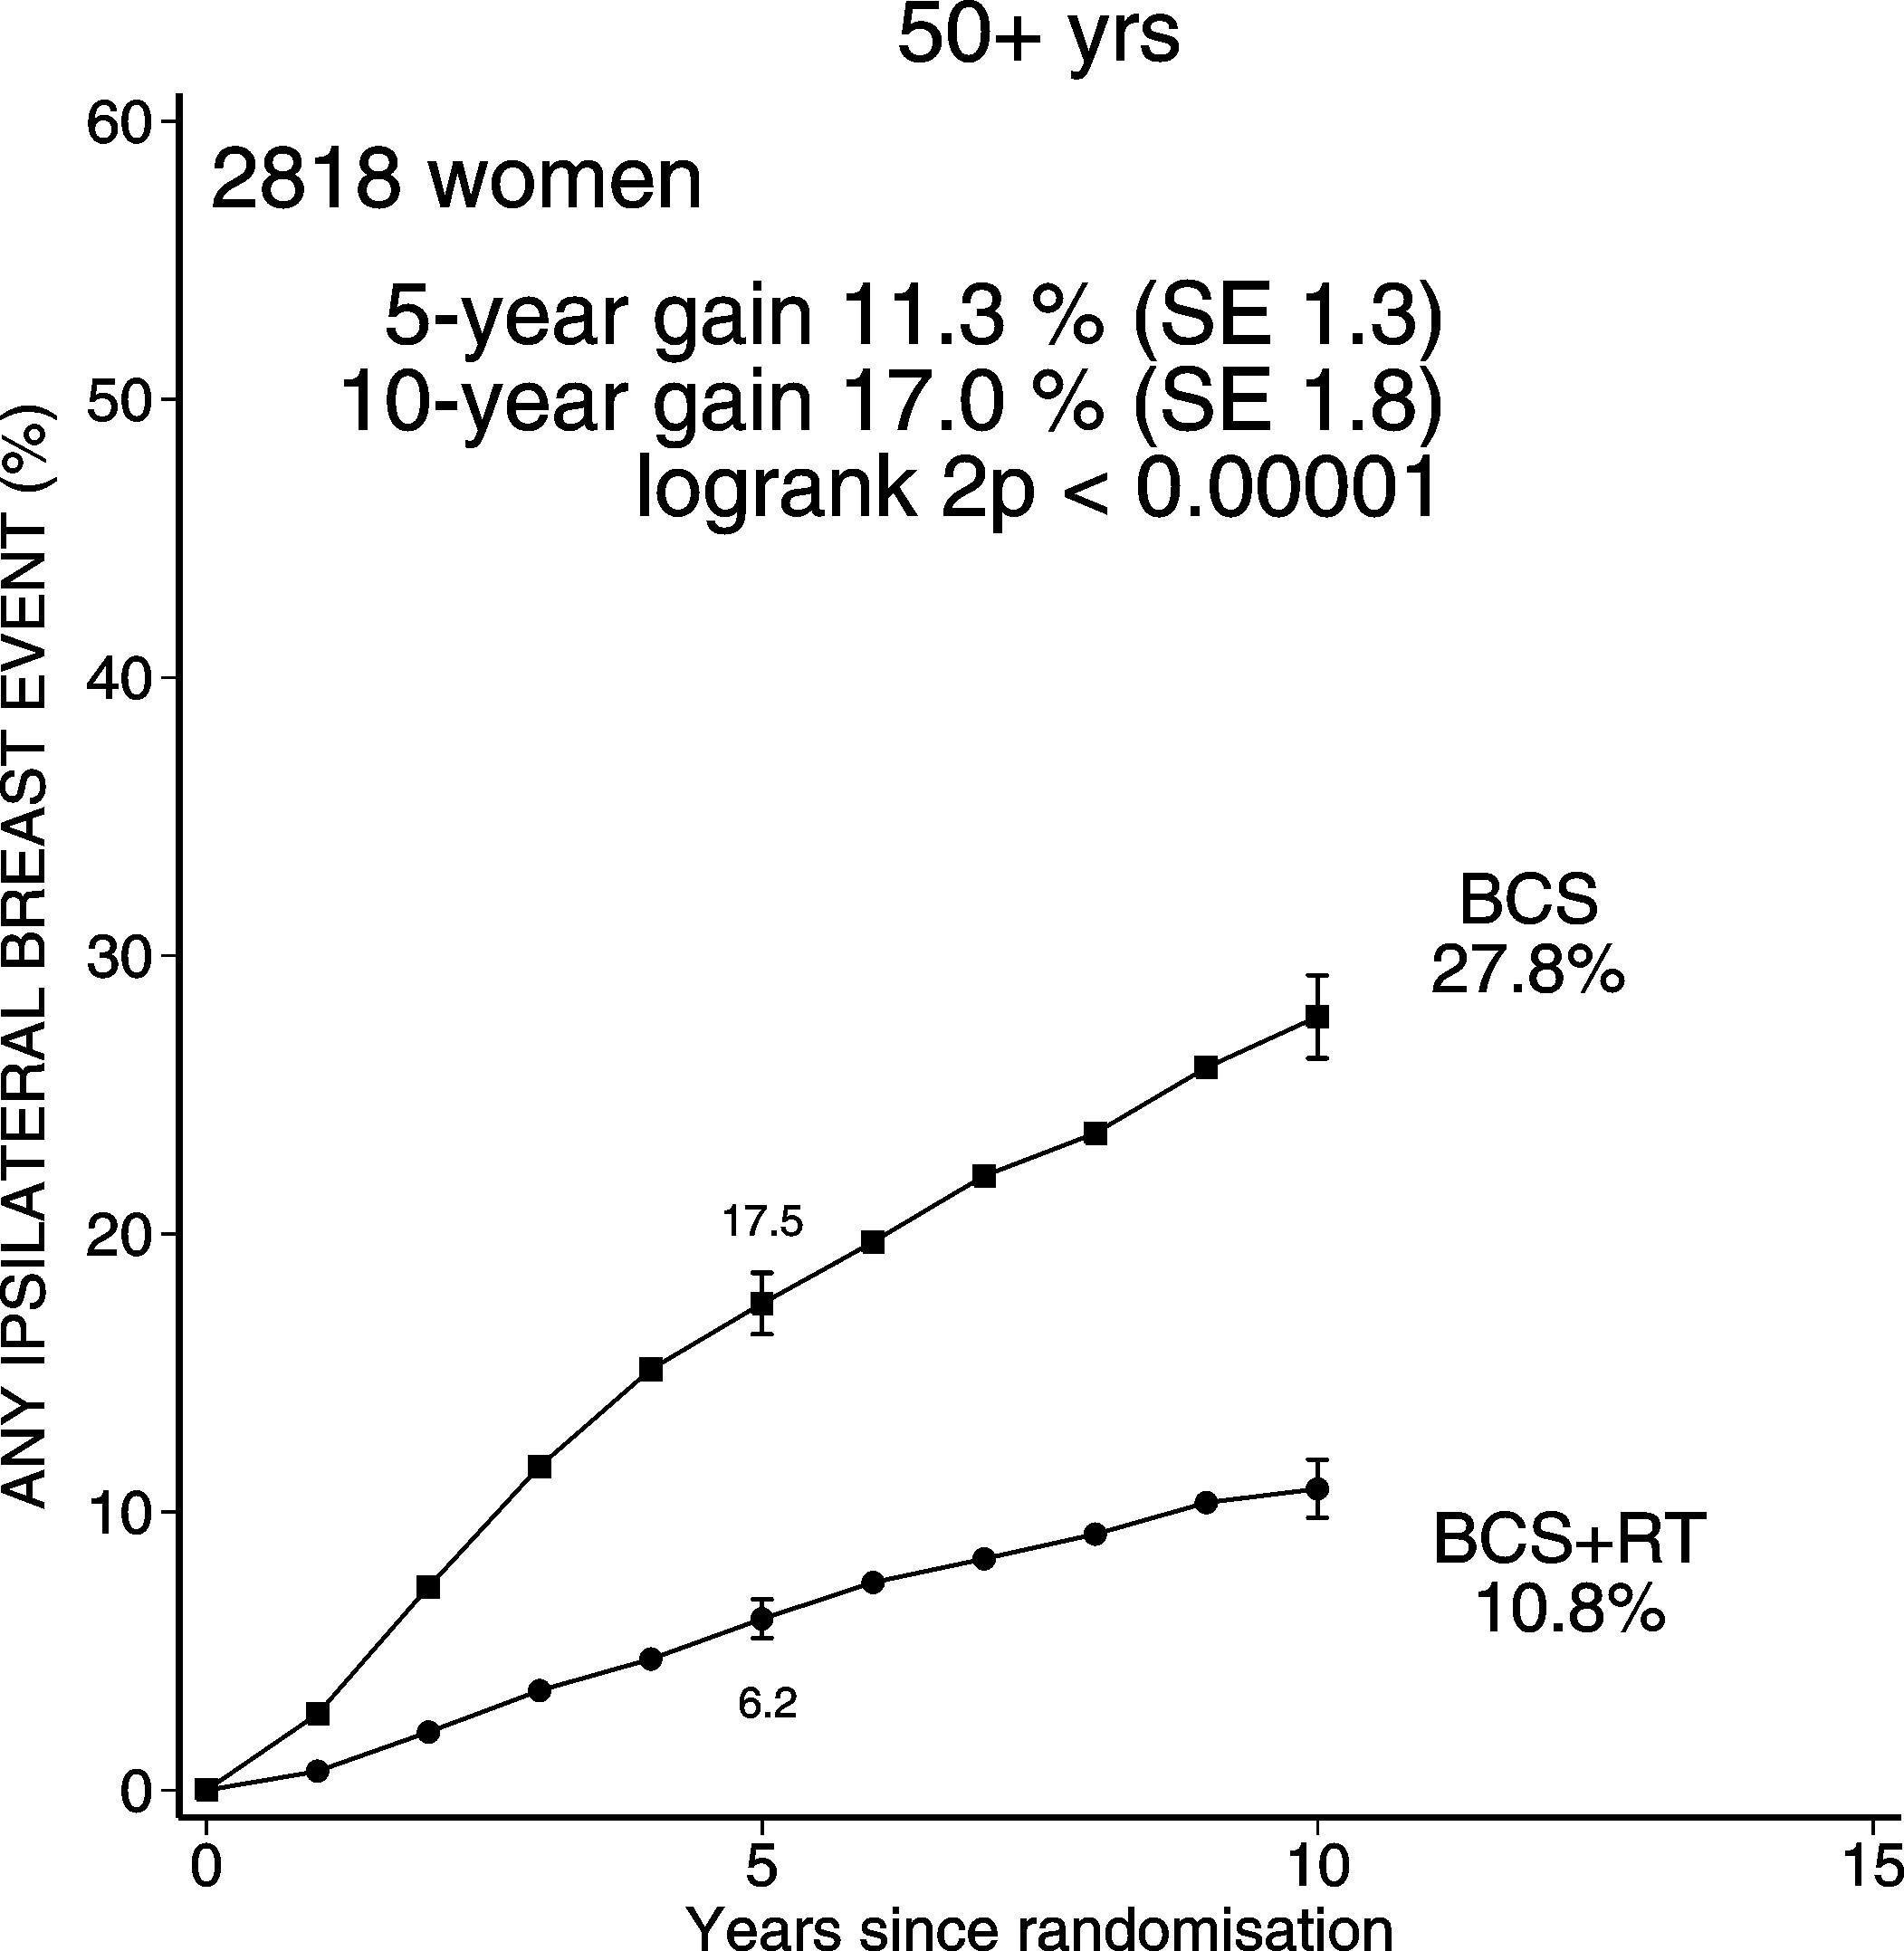 50+ yrs
2818 women
5-year gain 11.3 % (SE 1.3)
10-year gain 17.0 % (SE 1.8)
logrank 2p < 0.00001
ANY IPSILATERAL BREAST EVENT (%)
60
50
40
30
20
10
0
BCS
27.8%
17.5
BCS+RT
10.8%
6.2
0
5
10
15
Years since randomisation